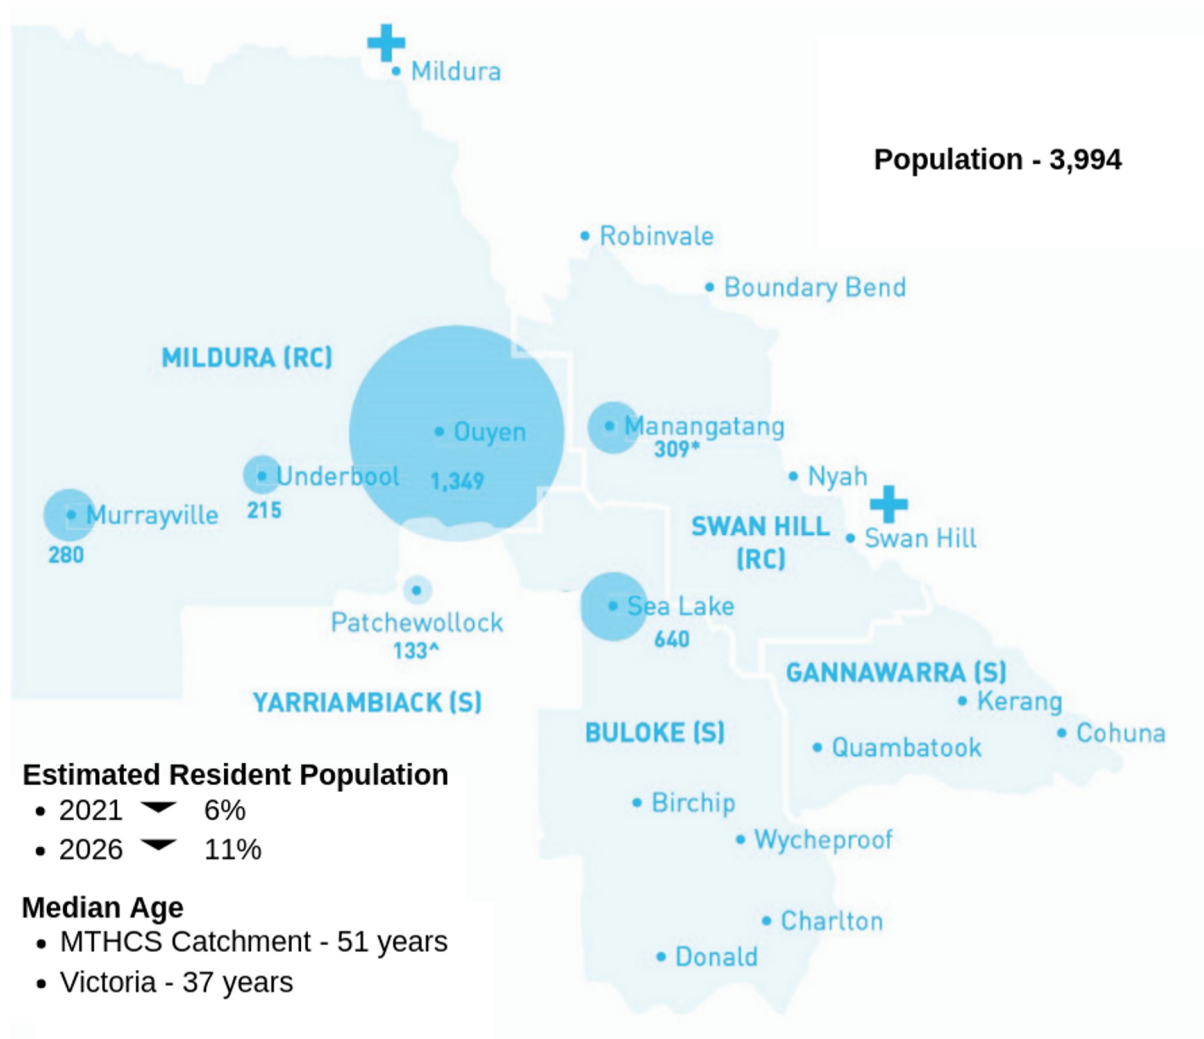 Mildura
Population - 3,994
Robinvale
Boundary Bend
MILDURA (RC)
Ouyen
1,349
Manangatang
309*
Underbool
215
Murrayville
280
Nyah
SWAN HILL
(RC)
Swan Hill
Patchewollock
133^
Sea Lake
640
YARRIAMBIACK (S)
GANNAWARRA (S)
Kerang
Cohuna
Quambatook
BULOKE (S)
Birchip
Wycheproof
Charlton
Donald
Estimated Resident Population
• 2021 ▼ 6%
• 2026 ▼ 11%
Median Age
• MTHCS Catchment - 51 years
• Victoria - 37 years